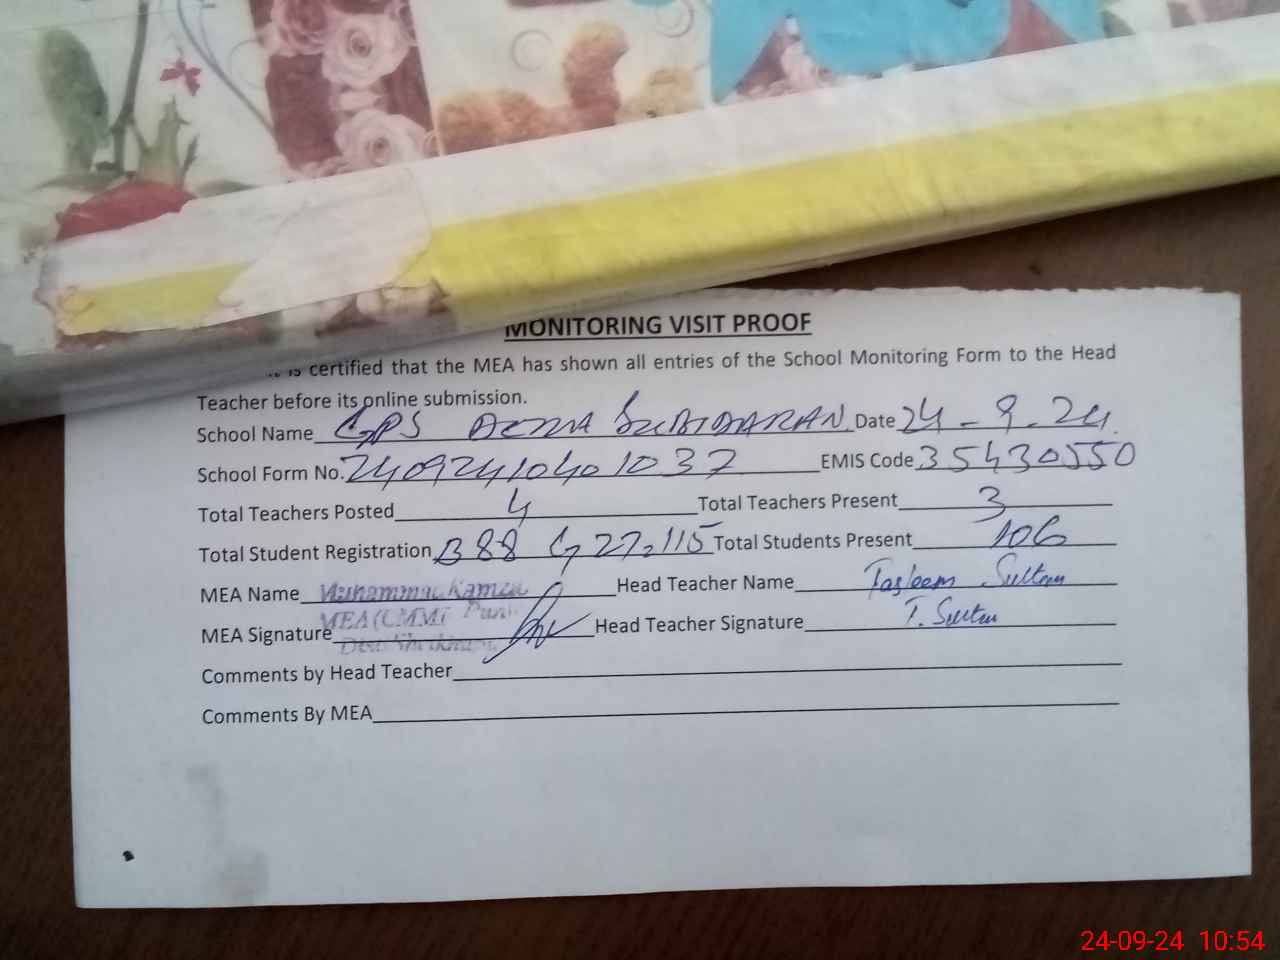 MONITORING VISIT PROOF
is certified that the MEA has shown all entries of the School Monitoring Form to the Head
Teacher before its online submission.
School Name GPS Date 24-9-24
School Form No. 2409241040 1037 EMIS Code 35430550
Total Teachers Posted 4 Total Teachers Present 3
Total Student Registration B 88 G 27=115 Total Students Present 106
MEA Name Muhammad Head Teacher Name Tasleem Sultan
MEA Signature Head Teacher Signature T. Sultan
Comments by Head Teacher
Comments By MEA
24-09-24 10:54